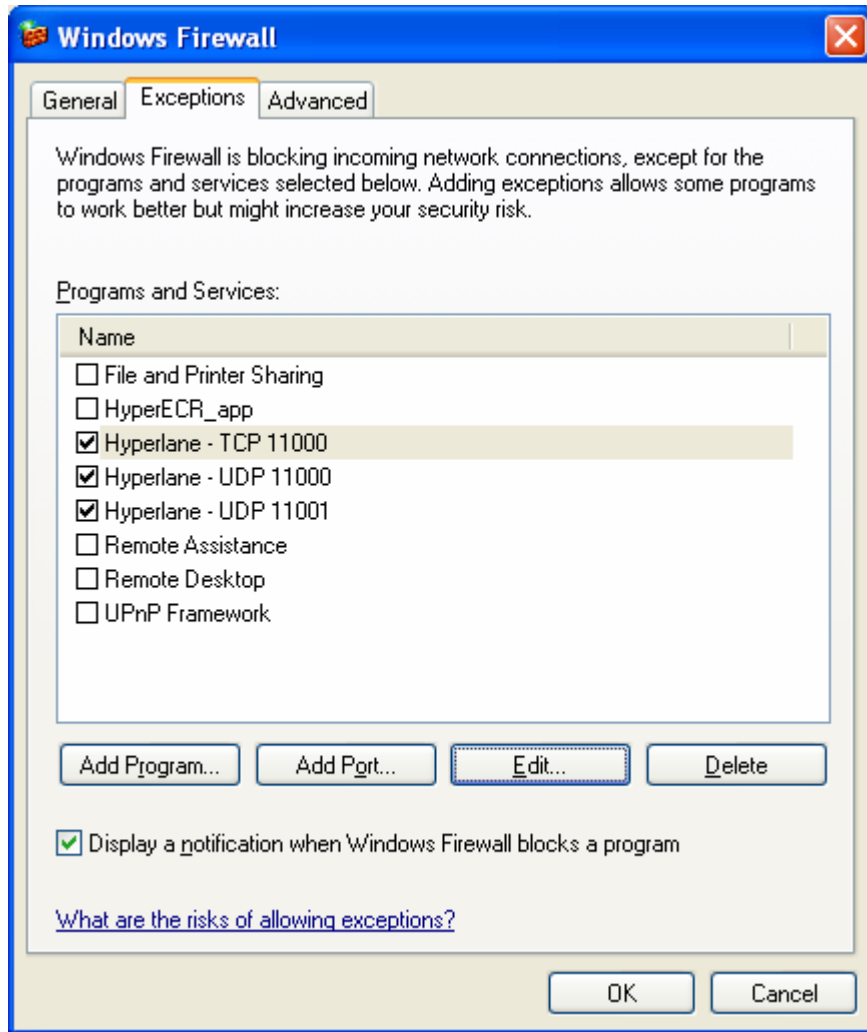 Windows Firewall
General Exceptions Advanced
Windows Firewall is blocking incoming network connections, except for the
programs and services selected below. Adding exceptions allows some programs
to work better but might increase your security risk.
Programs and Services:
Name
File and Printer Sharing
HyperECR_app
Hyperlane - TCP 11000
Hyperlane - UDP 11000
Hyperlane - UDP 11001
Remote Assistance
Remote Desktop
UPnP Framework
Add Program... Add Port... Edit... Delete
Display a notification when Windows Firewall blocks a program
What are the risks of allowing exceptions?
OK Cancel